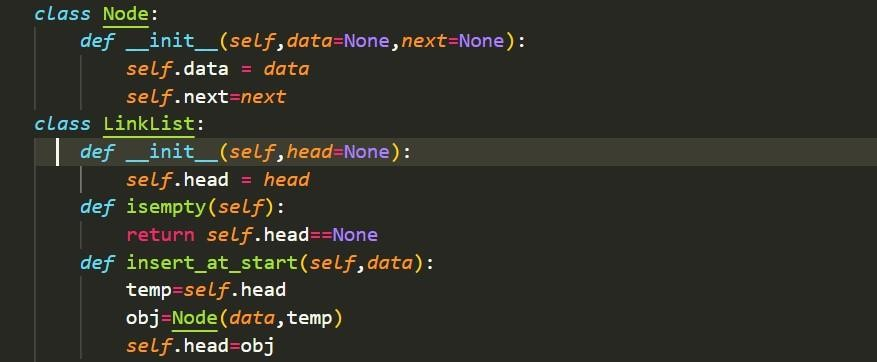 class Node:
    def __init__(self,data=None,next=None):
        self.data = data
        self.next=next
class LinkList:
    def __init__(self,head=None):
        self.head = head
    def isempty(self):
        return self.head==None
    def insert_at_start(self,data):
        temp=self.head
        obj=Node(data,temp)
        self.head=obj